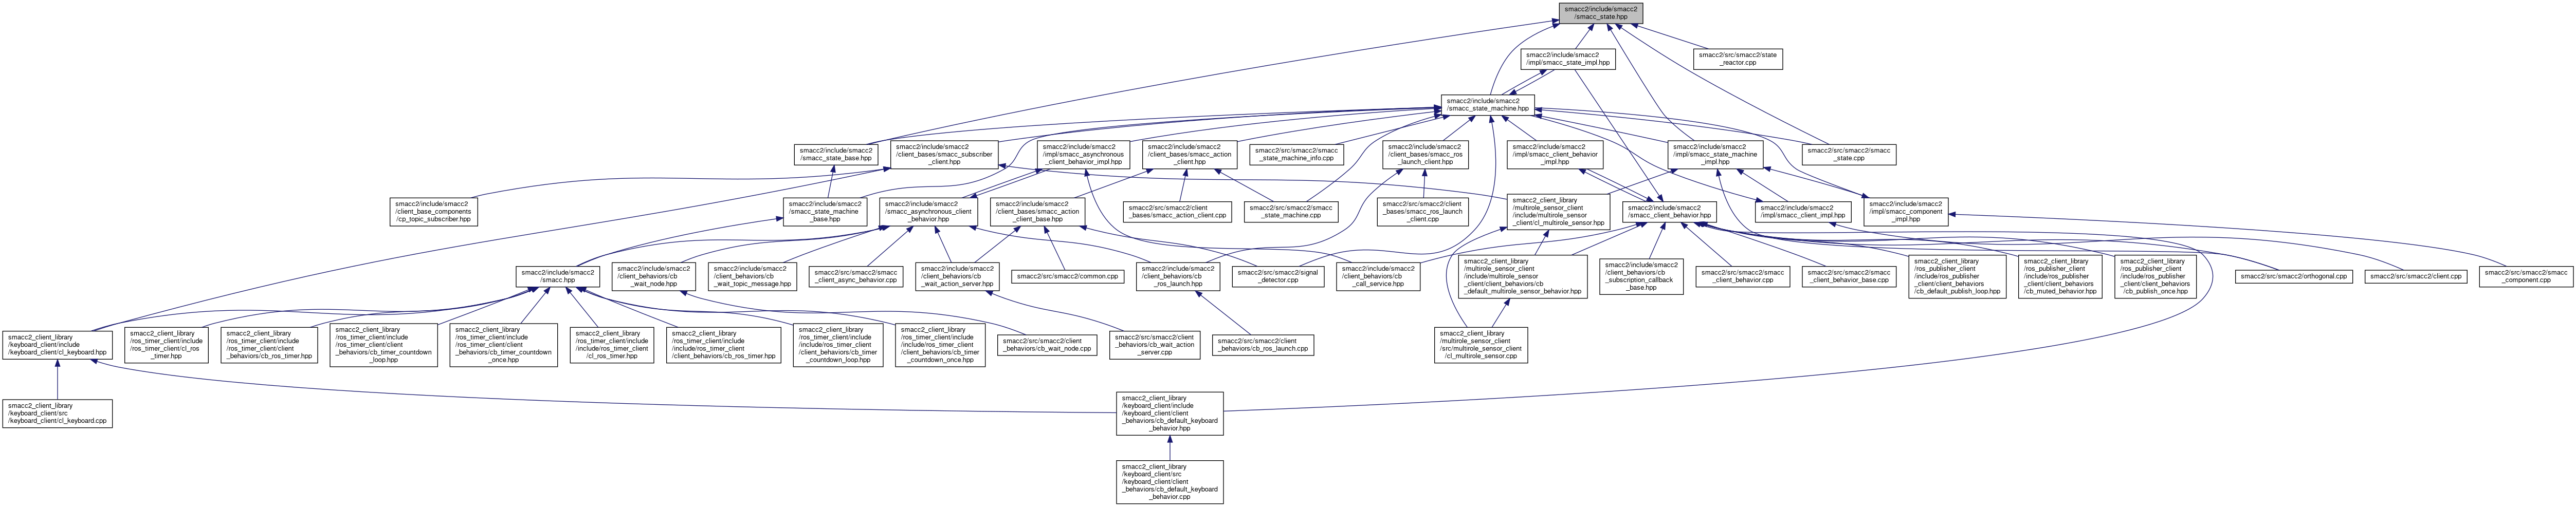 smacc2/include/smacc2
/smacc_state.hpp
smacc2/include/smacc2
/impl/smacc_state_impl.hpp
smacc2/src/smacc2/state
_reactor.cpp
smacc2/include/smacc2
/smacc_state_machine.hpp
smacc2/include/smacc2
/smacc_state_base.hpp
smacc2/include/smacc2
/client_bases/smacc_subscriber
_client.hpp
smacc2/include/smacc2
/impl/smacc_asynchronous
_client_behavior_impl.hpp
smacc2/include/smacc2
/client_bases/smacc_action
_client.hpp
smacc2/src/smacc2/smacc
_state_machine_info.cpp
smacc2/include/smacc2
/client_bases/smacc_ros
_launch_client.hpp
smacc2/include/smacc2
/impl/smacc_client_behavior
_impl.hpp
smacc2/include/smacc2
/impl/smacc_state_machine
_impl.hpp
smacc2/src/smacc2/smacc
_state.cpp
smacc2/include/smacc2
/client_base_components
/cp_topic_subscriber.hpp
smacc2/include/smacc2
/smacc_state_machine
_base.hpp
smacc2/include/smacc2
/smacc_asynchronous_client
_behavior.hpp
smacc2/include/smacc2
/client_bases/smacc_action
_client_base.hpp
smacc2/src/smacc2/client
_bases/smacc_action_client.cpp
smacc2/src/smacc2/smacc
_state_machine.cpp
smacc2/src/smacc2/client
_bases/smacc_ros_launch
_client.cpp
smacc2_client_library
/multirole_sensor_client
/include/multirole_sensor
_client/cl_multirole_sensor.hpp
smacc2/include/smacc2
/smacc_client_behavior.hpp
smacc2/include/smacc2
/impl/smacc_client_impl.hpp
smacc2/include/smacc2
/impl/smacc_component
_impl.hpp
smacc2/include/smacc2
/smacc.hpp
smacc2/include/smacc2
/client_behaviors/cb
_wait_node.hpp
smacc2/include/smacc2
/client_behaviors/cb
_wait_topic_message.hpp
smacc2/src/smacc2/smacc
_client_async_behavior.cpp
smacc2/include/smacc2
/client_behaviors/cb
_wait_action_server.hpp
smacc2/src/smacc2/common.cpp
smacc2/include/smacc2
/client_behaviors/cb
_ros_launch.hpp
smacc2/src/smacc2/signal
_detector.cpp
smacc2/include/smacc2
/client_behaviors/cb
_call_service.hpp
smacc2_client_library
/multirole_sensor_client
/include/multirole_sensor
_client/client_behaviors/cb
_default_multirole_sensor_behavior.hpp
smacc2/include/smacc2
/client_behaviors/cb
_subscription_callback
_base.hpp
smacc2/src/smacc2/smacc
_client_behavior.cpp
smacc2/src/smacc2/smacc
_client_behavior_base.cpp
smacc2_client_library
/ros_publisher_client
/include/ros_publisher
_client/client_behaviors
/cb_default_publish_loop.hpp
smacc2_client_library
/ros_publisher_client
/include/ros_publisher
_client/client_behaviors
/cb_muted_behavior.hpp
smacc2_client_library
/ros_publisher_client
/include/ros_publisher
_client/client_behaviors
/cb_publish_once.hpp
smacc2/src/smacc2/orthogonal.cpp
smacc2/src/smacc2/client.cpp
smacc2/src/smacc2/smacc
_component.cpp
smacc2_client_library
/keyboard_client/include
/keyboard_client/cl_keyboard.hpp
smacc2_client_library
/ros_timer_client/include
/ros_timer_client/cl_ros
_timer.hpp
smacc2_client_library
/ros_timer_client/include
/ros_timer_client/client
_behaviors/cb_ros_timer.hpp
smacc2_client_library
/ros_timer_client/include
/ros_timer_client/client
_behaviors/cb_timer_countdown
_loop.hpp
smacc2_client_library
/ros_timer_client/include
/ros_timer_client/client
_behaviors/cb_timer_countdown
_once.hpp
smacc2_client_library
/ros_timer_client/include
/include/ros_timer_client
/cl_ros_timer.hpp
smacc2_client_library
/ros_timer_client/include
/include/ros_timer_client
/client_behaviors/cb_ros_timer.hpp
smacc2_client_library
/ros_timer_client/include
/include/ros_timer_client
/client_behaviors/cb_timer
_countdown_loop.hpp
smacc2_client_library
/ros_timer_client/include
/include/ros_timer_client
/client_behaviors/cb_timer
_countdown_once.hpp
smacc2/src/smacc2/client
_behaviors/cb_wait_node.cpp
smacc2/src/smacc2/client
_behaviors/cb_wait_action
_server.cpp
smacc2/src/smacc2/client
_behaviors/cb_ros_launch.cpp
smacc2_client_library
/multirole_sensor_client
/src/multirole_sensor_client
/cl_multirole_sensor.cpp
smacc2_client_library
/keyboard_client/src
/keyboard_client/cl_keyboard.cpp
smacc2_client_library
/keyboard_client/include
/keyboard_client/client
_behaviors/cb_default_keyboard
_behavior.hpp
smacc2_client_library
/keyboard_client/src
/keyboard_client/client
_behaviors/cb_default_keyboard
_behavior.cpp